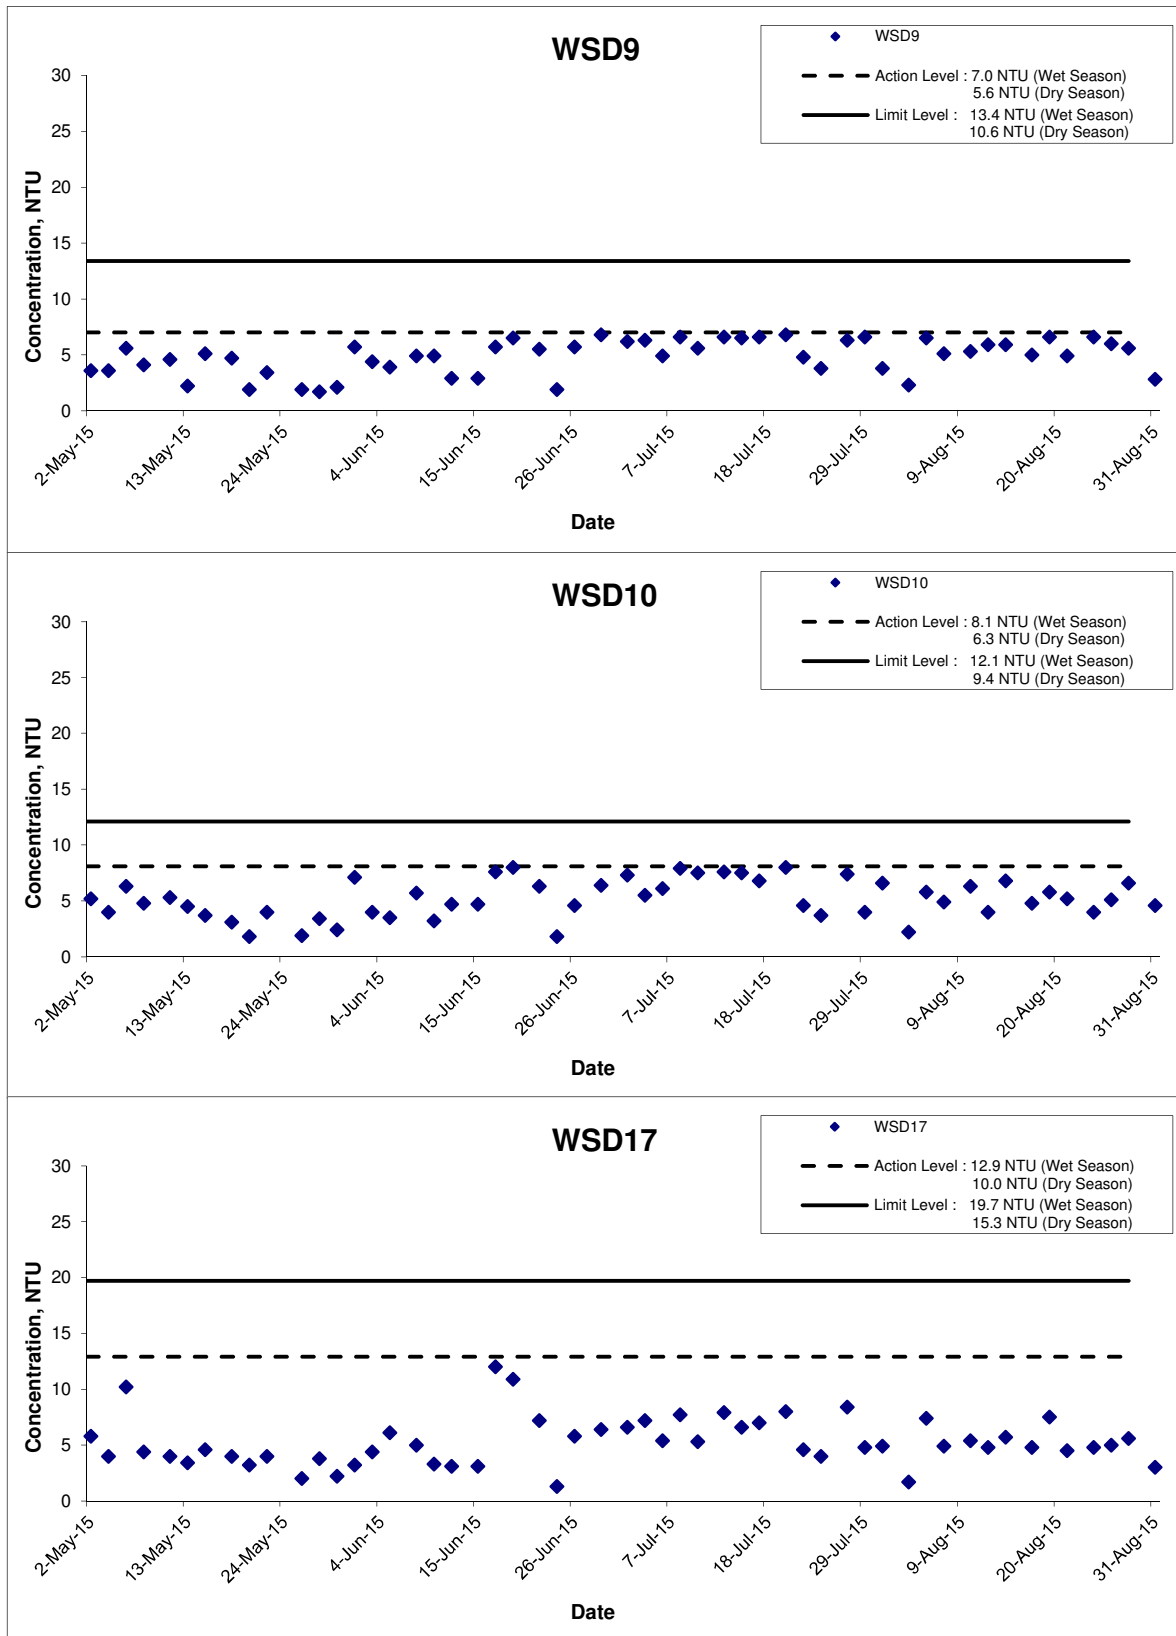 WSD9
WSD9
Action Level : 7.0 NTU (Wet Season)
5.6 NTU (Dry Season)
Limit Level : 13.4 NTU (Wet Season)
10.6 NTU (Dry Season)
Concentration, NTU
30
25
20
15
10
5
0
2-May-15
13-May-15
24-May-15
4-Jun-15
15-Jun-15
26-Jun-15
7-Jul-15
18-Jul-15
29-Jul-15
9-Aug-15
20-Aug-15
31-Aug-15
Date
WSD10
WSD10
Action Level : 8.1 NTU (Wet Season)
6.3 NTU (Dry Season)
Limit Level : 12.1 NTU (Wet Season)
9.4 NTU (Dry Season)
Concentration, NTU
30
25
20
15
10
5
0
2-May-15
13-May-15
24-May-15
4-Jun-15
15-Jun-15
26-Jun-15
7-Jul-15
18-Jul-15
29-Jul-15
9-Aug-15
20-Aug-15
31-Aug-15
Date
WSD17
WSD17
Action Level : 12.9 NTU (Wet Season)
10.0 NTU (Dry Season)
Limit Level : 19.7 NTU (Wet Season)
15.3 NTU (Dry Season)
Concentration, NTU
30
25
20
15
10
5
0
2-May-15
13-May-15
24-May-15
4-Jun-15
15-Jun-15
26-Jun-15
7-Jul-15
18-Jul-15
29-Jul-15
9-Aug-15
20-Aug-15
31-Aug-15
Date